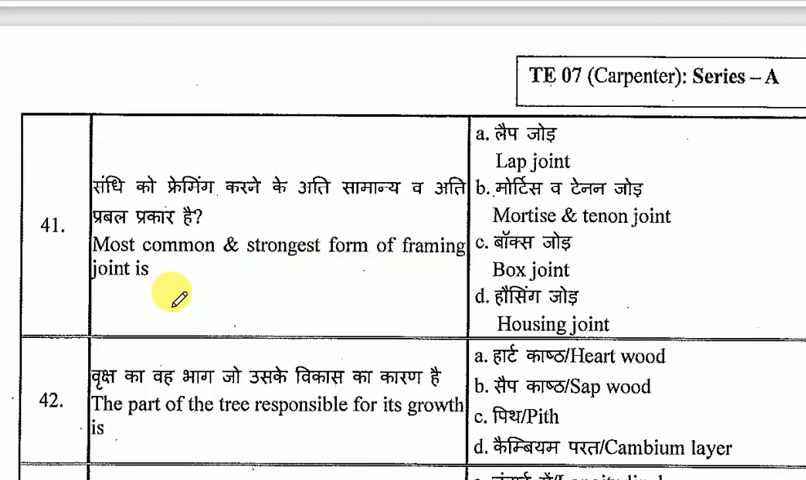 TE 07 (Carpenter): Series – A
41.
संधि को फ्रेमिंग करने के अति सामान्य व अति
प्रबल प्रकार है?
Most common & strongest form of framing
joint is
a. लैप जोड़
Lap joint
b. मोर्टिस व टेनन जोड़
Mortise & tenon joint
c. बॉक्स जोड़
Box joint
d. हौसिंग जोड़
Housing joint
42.
वृक्ष का वह भाग जो उसके विकास का कारण है
The part of the tree responsible for its growth
is
a. हार्ट काष्ठ/Heart wood
b. सैप काष्ठ/Sap wood
c. पिथ/Pith
d. कैम्बियम परत/Cambium layer